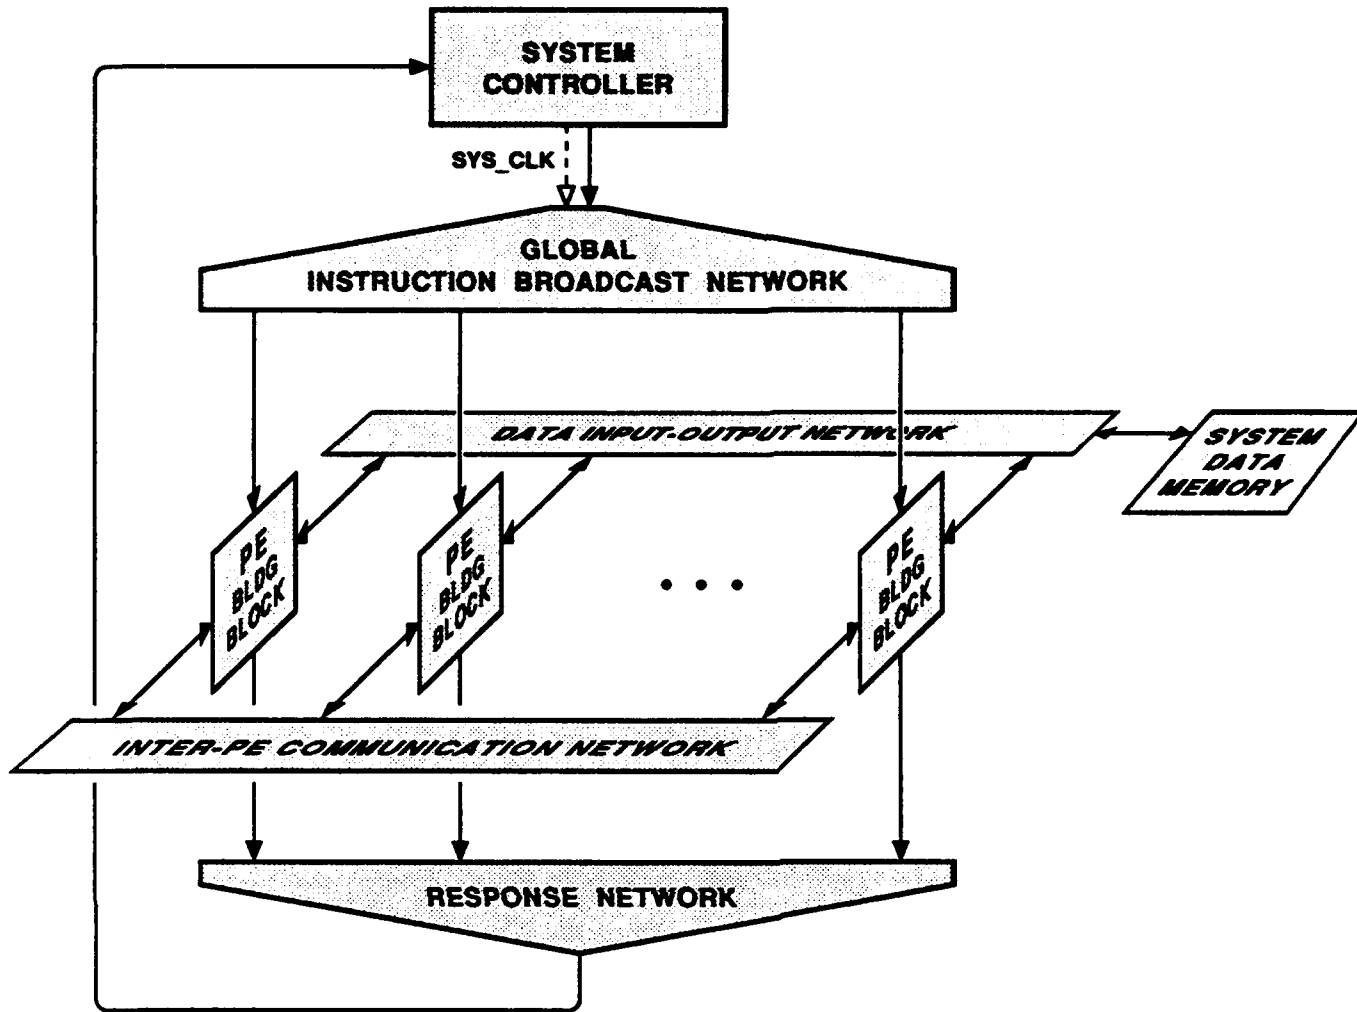 SYSTEM
CONTROLLER
SYS_CLK
GLOBAL
INSTRUCTION BROADCAST NETWORK
DATA INPUT-OUTPUT NETWORK
SYSTEM
DATA
MEMORY
PE
BLDG
BLOCK
PE
BLDG
BLOCK
• • •
PE
BLDG
BLOCK
INTER-PE COMMUNICATION NETWORK
RESPONSE NETWORK